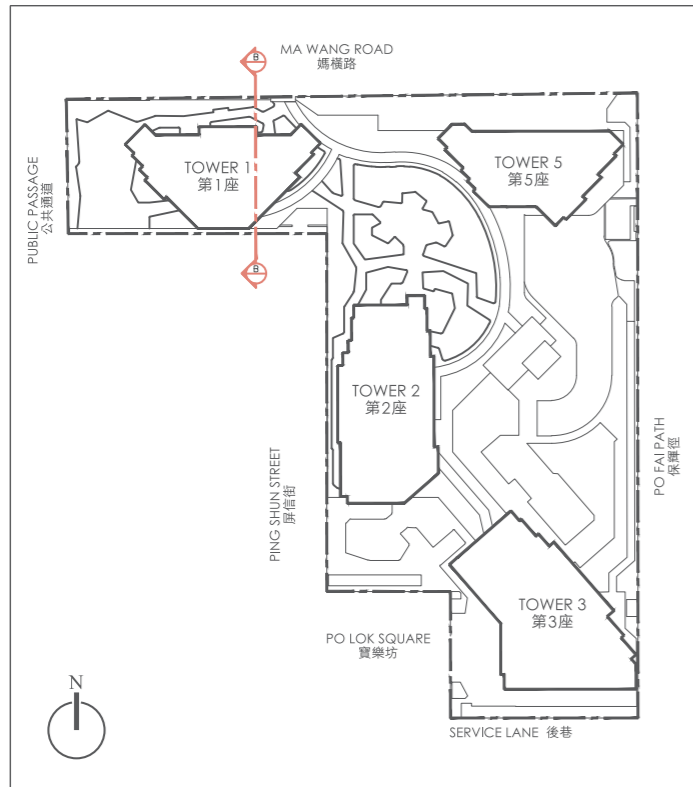 B
MA WANG ROAD
媽橫路
PUBLIC PASSAGE
公共通道
TOWER 1
第1座
TOWER 5
第5座
B
TOWER 2
第2座
PING SHUN STREET
屏信街
PO FAI PATH
保輝徑
TOWER 3
第3座
PO LOK SQUARE
寶樂坊
N
SERVICE LANE 後巷